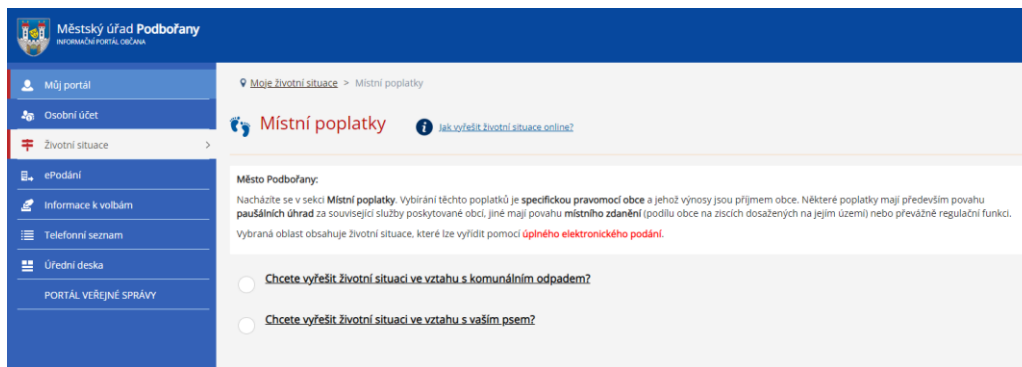 Městský úřad Podbořany
INFORMAČNÍ PORTÁL OBČANA
Můj portál
Osobní účet
Životní situace
ePodání
Informace k volbám
Telefonní seznam
Úřední deska
PORTÁL VEŘEJNÉ SPRÁVY
Moje životní situace > Místní poplatky
Místní poplatky
Jak vyřešit životní situace online?
Město Podbořany:
Nacházíte se v sekci Místní poplatky. Vybírání těchto poplatků je specifickou pravomocí obce a jehož výnosy jsou příjmem obce. Některé poplatky mají především povahu
paušálních úhrad za související služby poskytované obcí, jiné mají povahu místního zdanění (podílu obce na ziscích dosažených na jejím území) nebo převážně regulační funkci.
Vybraná oblast obsahuje životní situace, které lze vyřídit pomocí úplného elektronického podání.
Chcete vyřešit životní situaci ve vztahu s komunálním odpadem?
Chcete vyřešit životní situaci ve vztahu s vaším psem?